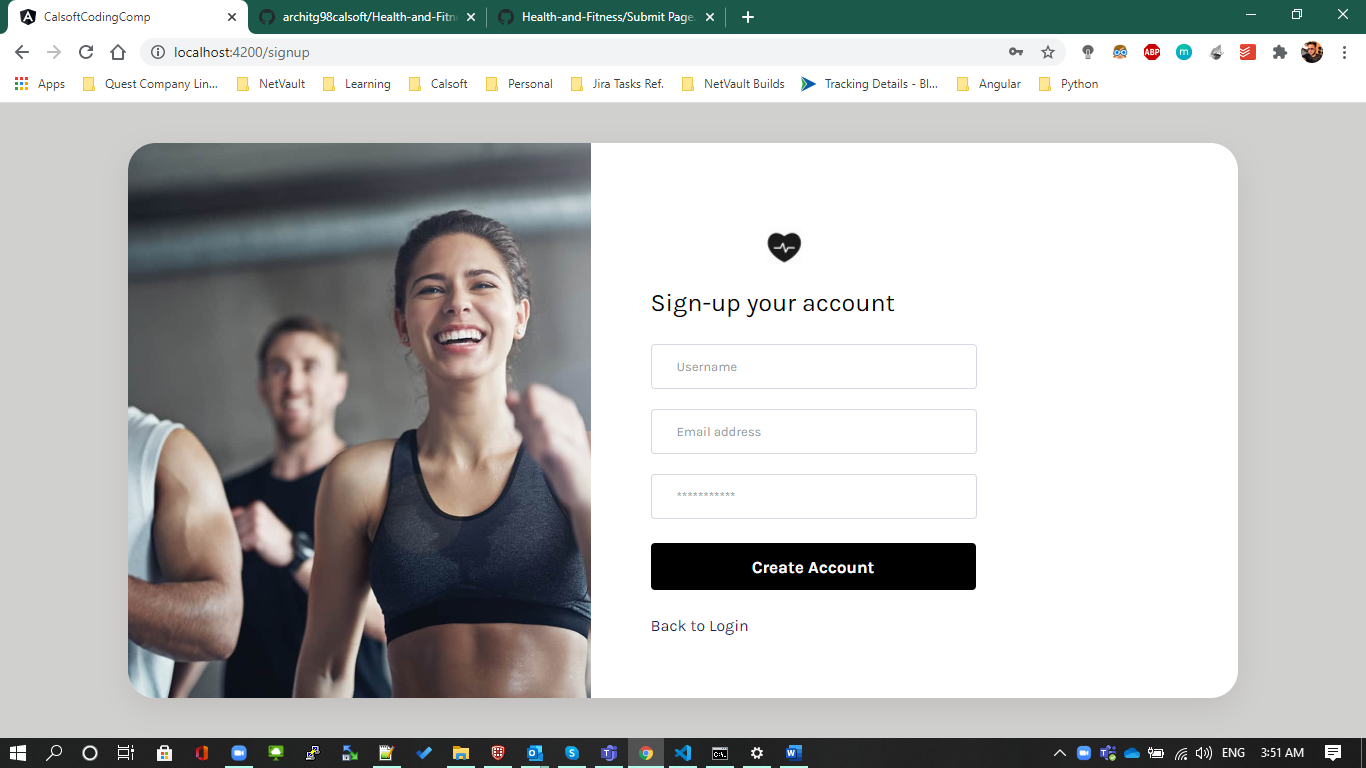 CalsoftCodingComp
architg98calsoft/Health-and-Fitn
Health-and-Fitness/Submit Page.
localhost:4200/signup
ABP
m
Apps
Quest Company Lin...
NetVault
Learning
Calsoft
Personal
Jira Tasks Ref.
NetVault Builds
Tracking Details - Bl...
Angular
Python
Sign-up your account
Username
Email address
***********
Create Account
Back to Login
ENG
3:51 AM